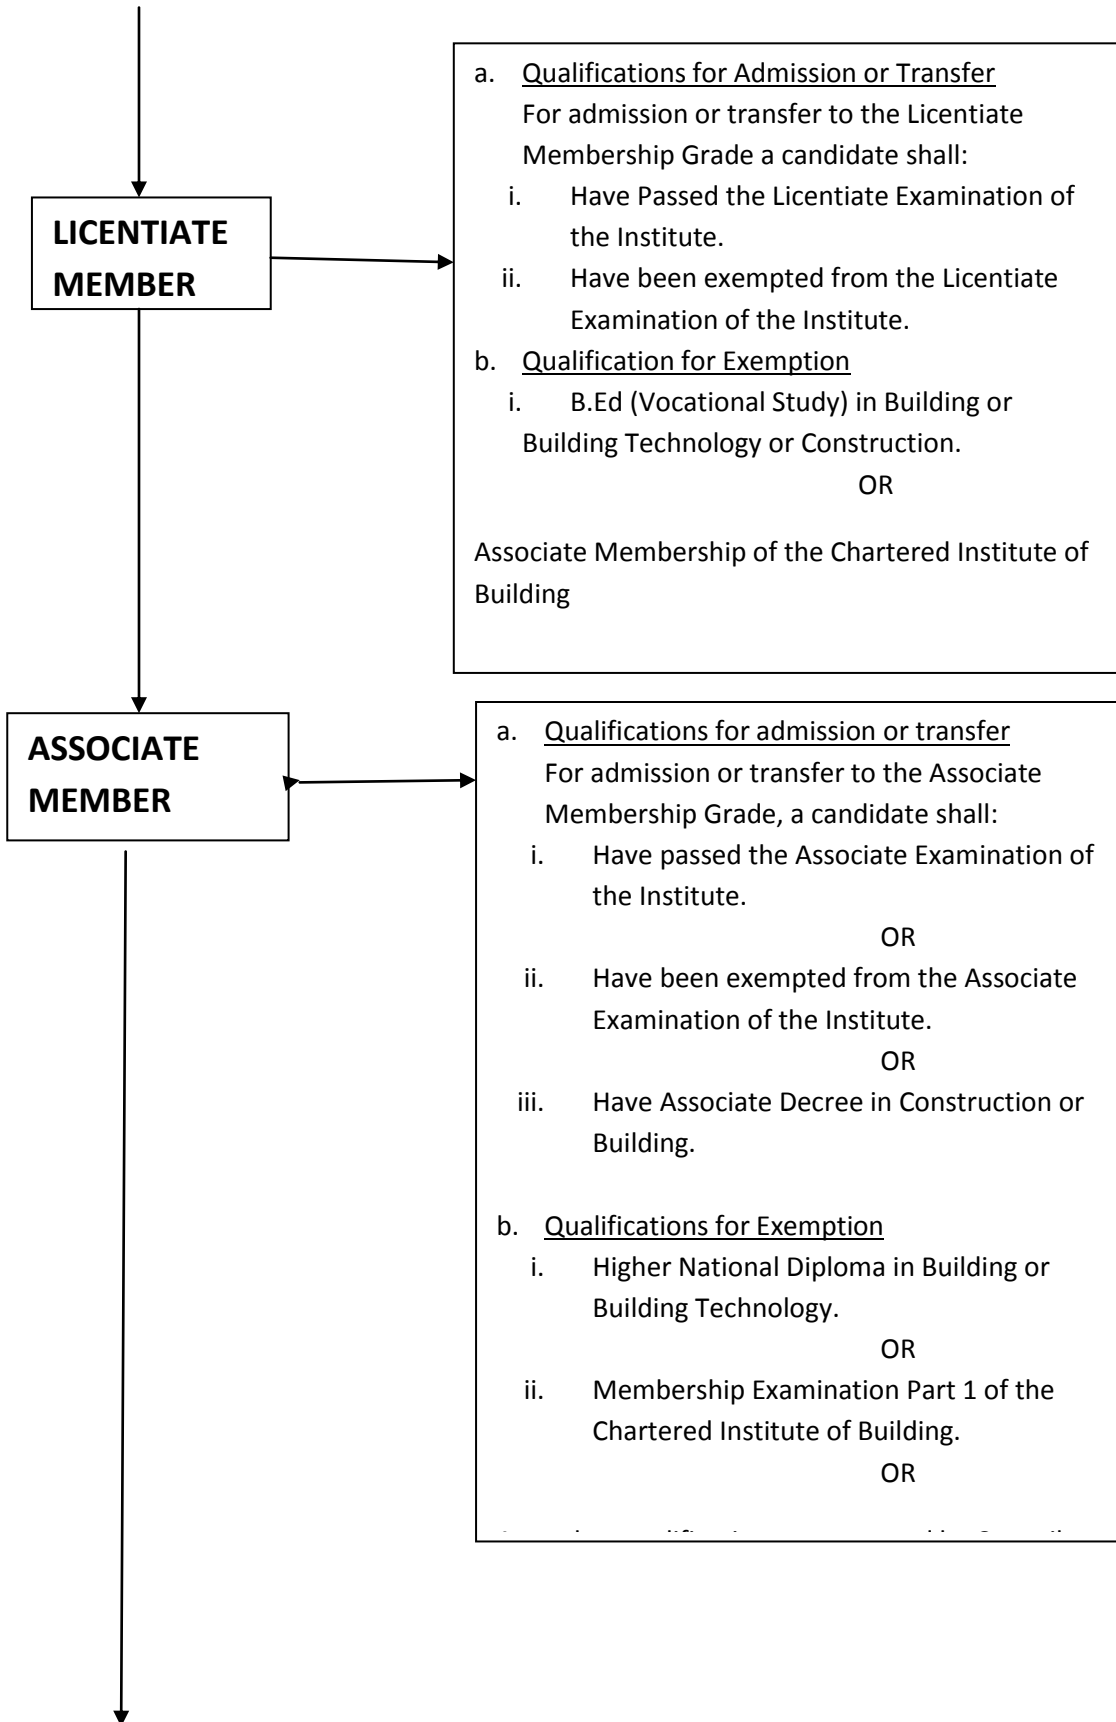 a. Qualifications for Admission or Transfer
For admission or transfer to the Licentiate
Membership Grade a candidate shall:
i. Have Passed the Licentiate Examination of
the Institute.
ii. Have been exempted from the Licentiate
Examination of the Institute.
b. Qualification for Exemption
i. B.Ed (Vocational Study) in Building or
Building Technology or Construction.
OR
Associate Membership of the Chartered Institute of
Building
LICENTIATE
MEMBER
ASSOCIATE
MEMBER
a. Qualifications for admission or transfer
For admission or transfer to the Associate
Membership Grade, a candidate shall:
i. Have passed the Associate Examination of
the Institute.
OR
ii. Have been exempted from the Associate
Examination of the Institute.
OR
iii. Have Associate Decree in Construction or
Building.
b. Qualifications for Exemption
i. Higher National Diploma in Building or
Building Technology.
OR
ii. Membership Examination Part 1 of the
Chartered Institute of Building.
OR